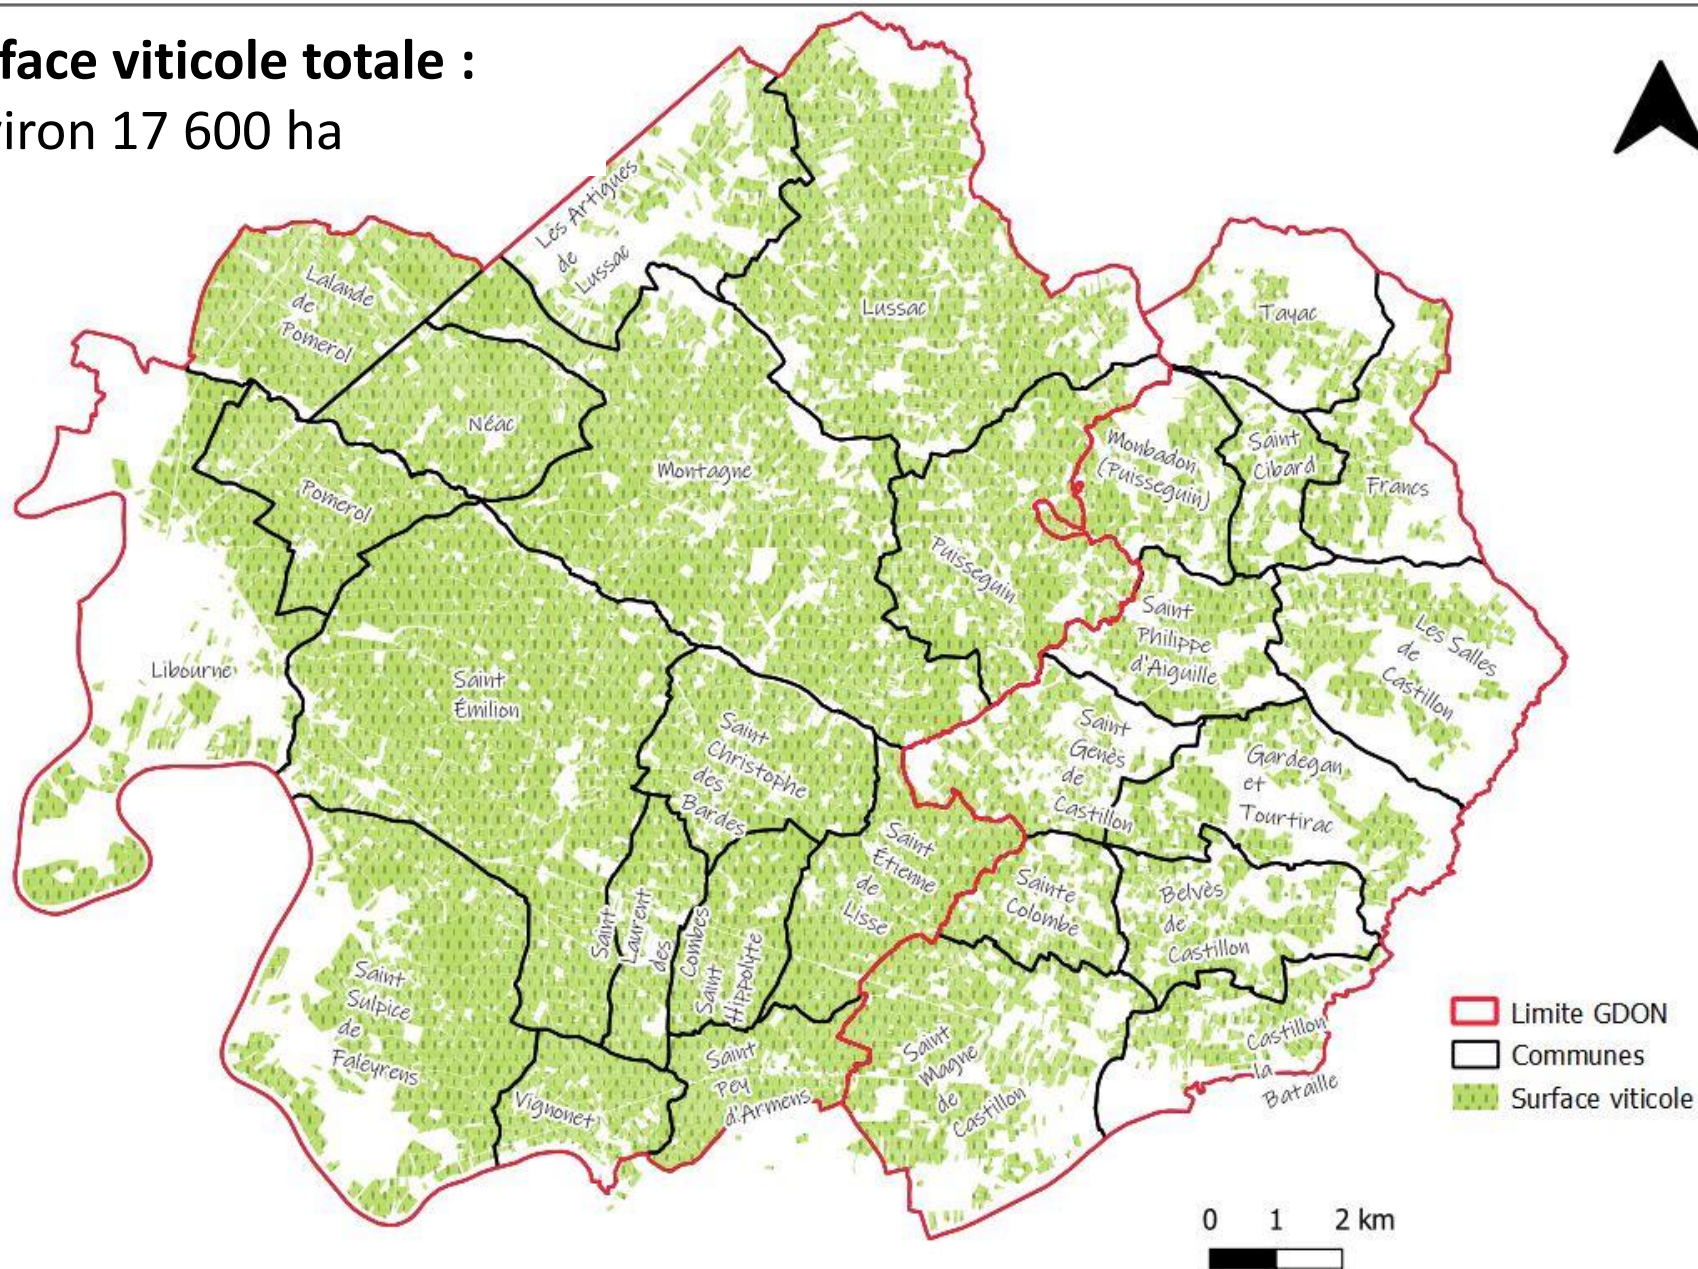 face viticole totale :
viron 17 600 ha
Les Artigues
de
Lussac
Lalande
de
Pomerol
Lussac
Tayac
Néac
Pomerol
Montagne
Monbadon
(Puisseguin)
Saint
Cibard
Francs
Puisseguin
Libourne
Saint
Émilion
Saint
Philippe
d'Aiguille
Les Salles
de
Castillon
Saint
Christophe
des
Bardes
Saint
Genès
de
Castillon
Gardegan
et
Tourtirac
Saint
Étienne
de
Lisse
Sainte
Colombe
Belvès
de
Castillon
Saint
Laurent
des
Combes
Saint
Hippolyte
Saint
Sulpice
de
Faleyrens
Vignonet
Saint
Pey
d'Armens
Saint
Magne
de
Castillon
Castillon
la
Bataille
Limite GDON
Communes
Surface viticole
0 1 2 km